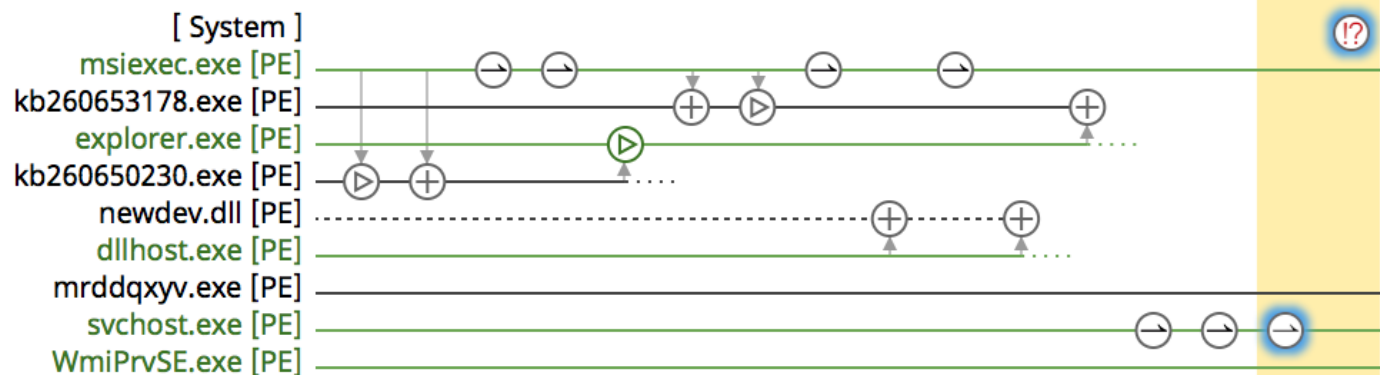 [ System ]
msiexec.exe [PE]
kb260653178.exe [PE]
explorer.exe [PE]
kb260650230.exe [PE]
newdev.dll [PE]
dllhost.exe [PE]
mrddqxyv.exe [PE]
svchost.exe [PE]
WmiPrvSE.exe [PE]
!?